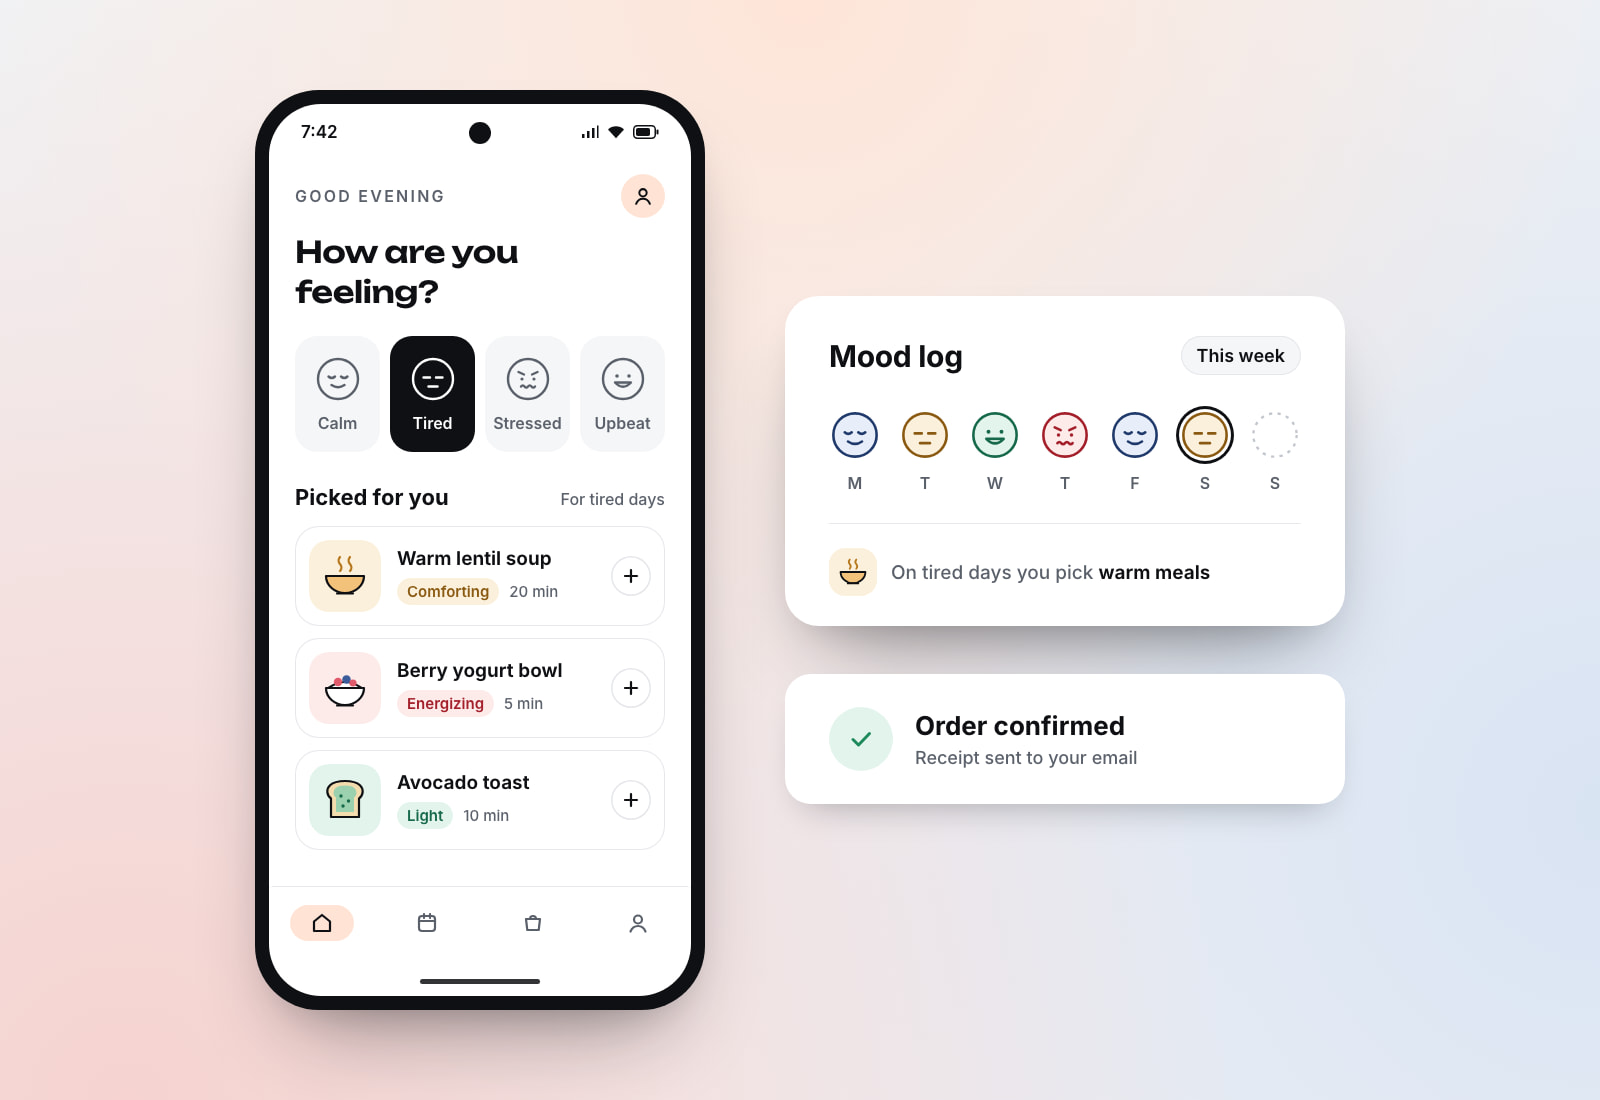 7:42
GOOD EVENING
How are you
feeling?
Calm
Tired
Stressed
Upbeat
Picked for you
For tired days
Warm lentil soup
Comforting
20 min
Berry yogurt bowl
Energizing
5 min
Avocado toast
Light
10 min
Mood log
This week
M T W T F S S
On tired days you pick warm meals
Order confirmed
Receipt sent to your email